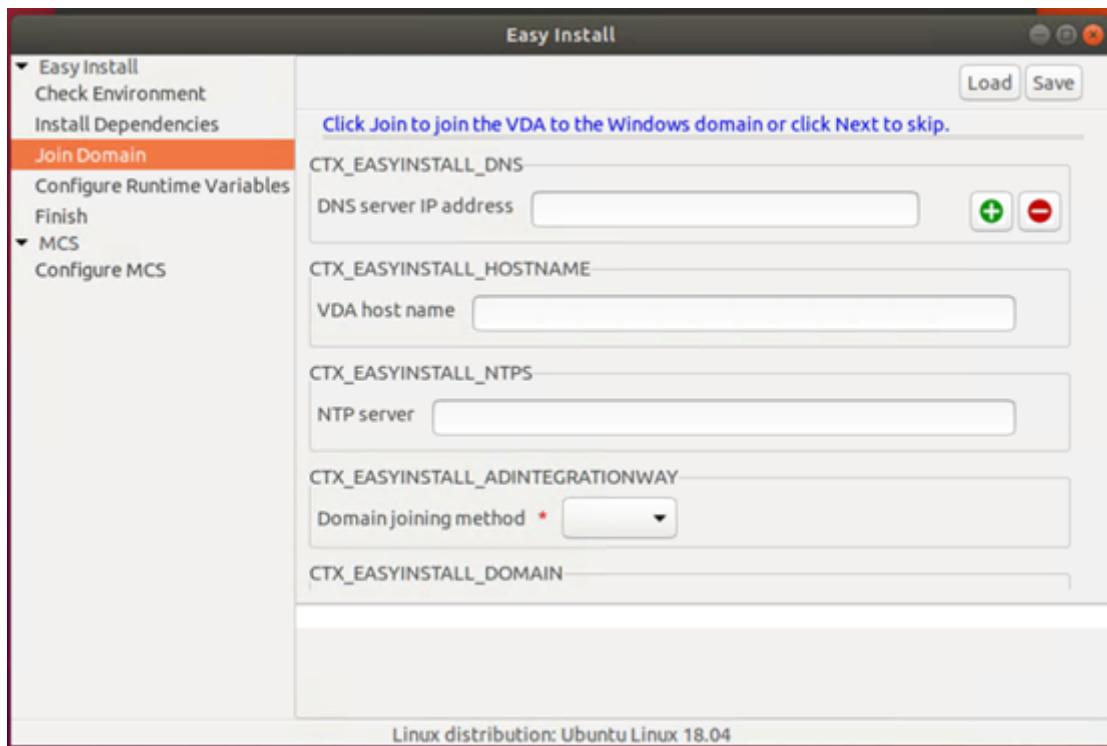 Easy Install
Easy Install
Check Environment
Install Dependencies
Join Domain
Configure Runtime Variables
Finish
MCS
Configure MCS
Load Save
Click Join to join the VDA to the Windows domain or click Next to skip.
CTX_EASYINSTALL_DNS
DNS server IP address
CTX_EASYINSTALL_HOSTNAME
VDA host name
CTX_EASYINSTALL_NTPS
NTP server
CTX_EASYINSTALL_ADINTEGRATIONWAY
Domain joining method *
CTX_EASYINSTALL_DOMAIN
Linux distribution: Ubuntu Linux 18.04